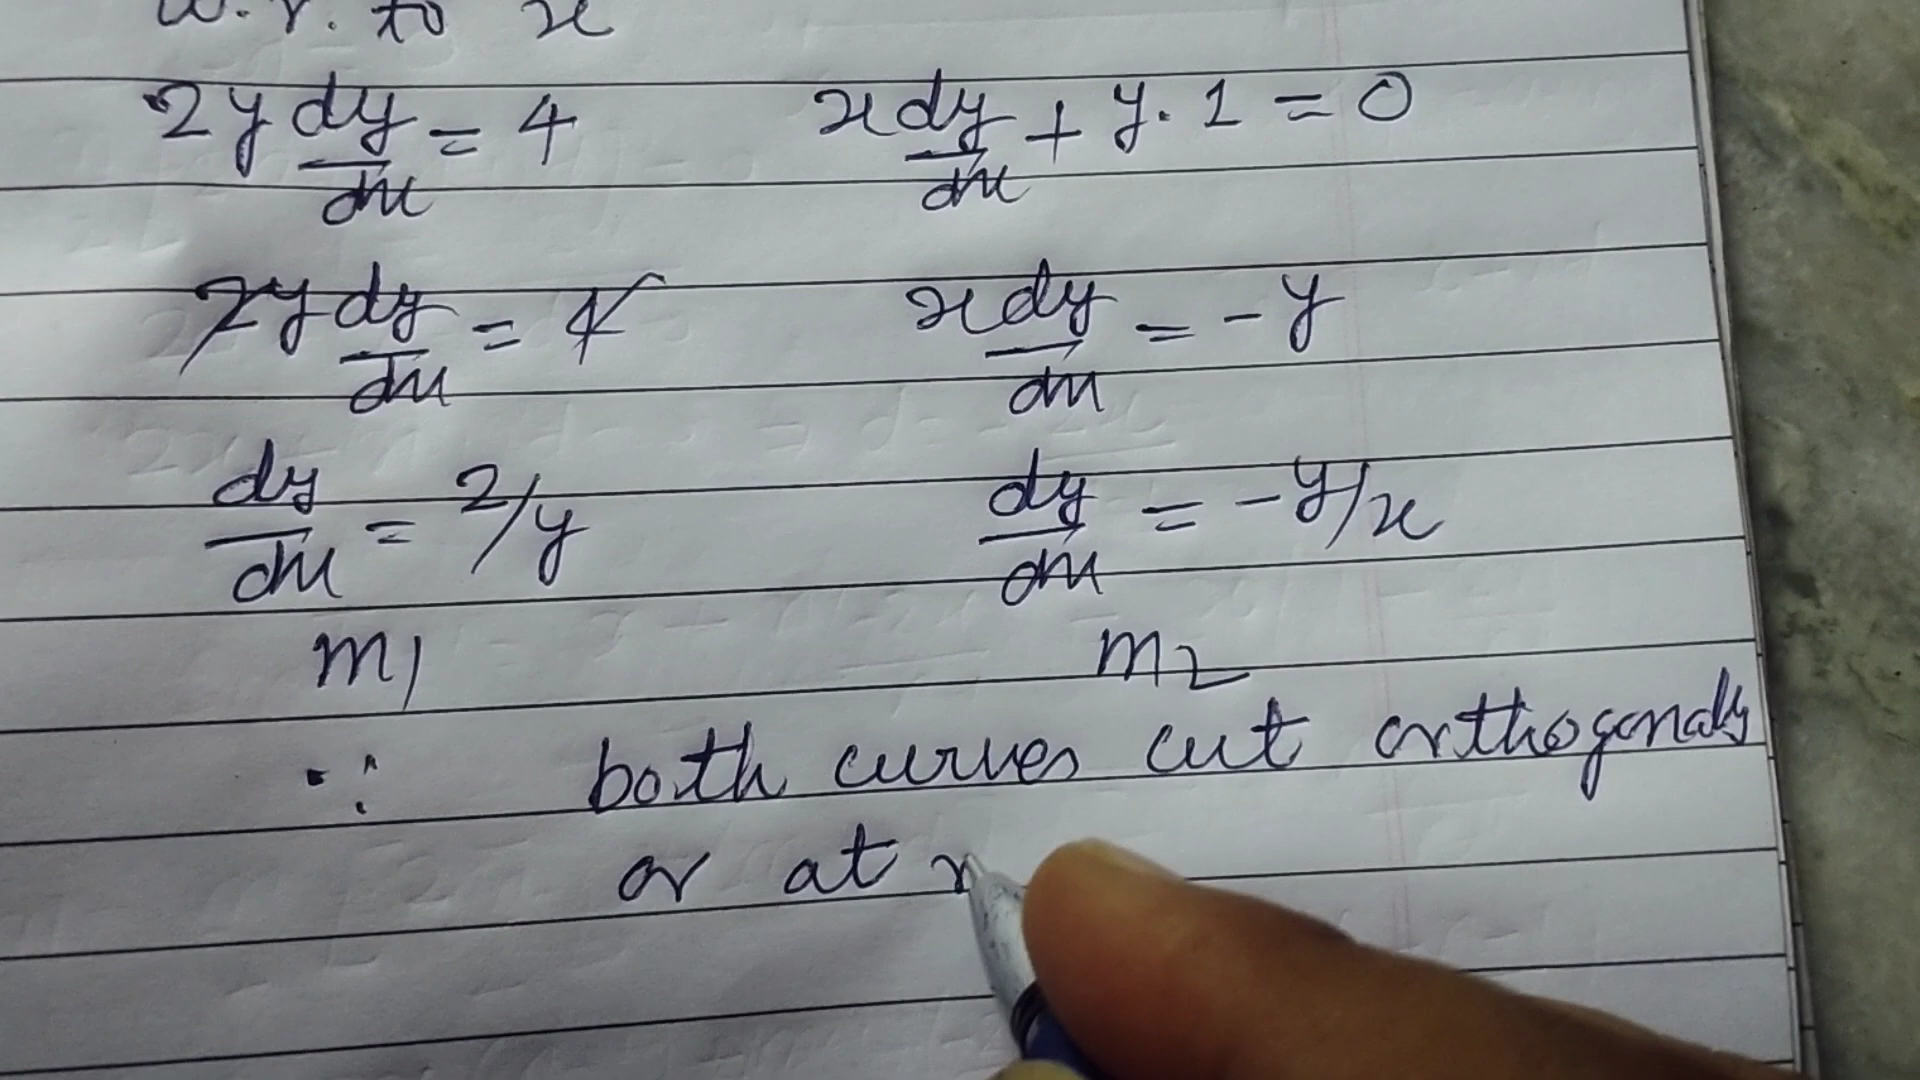 w. r. to x
2y dy/dx = 4    x dy/dx + y. 1 = 0
2y dy/dx = 4    x dy/dx = - y
dy/dx = 2/y    dy/dx = - y/x
m1    m2
∵ both curves cut orthogonally
or at r